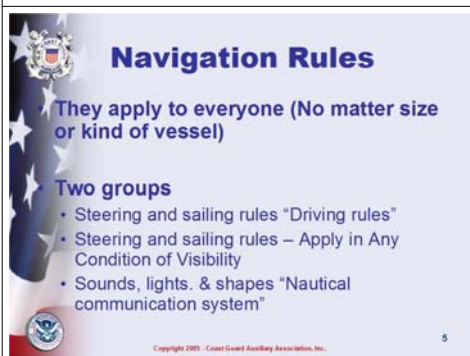 Navigation Rules
• They apply to everyone (No matter size
or kind of vessel)
• Two groups
• Steering and sailing rules “Driving rules”
• Steering and sailing rules – Apply in Any
Condition of Visibility
• Sounds, lights. & shapes “Nautical
communication system”
Copyright 2005 - Coast Guard Auxiliary Association, Inc.
5